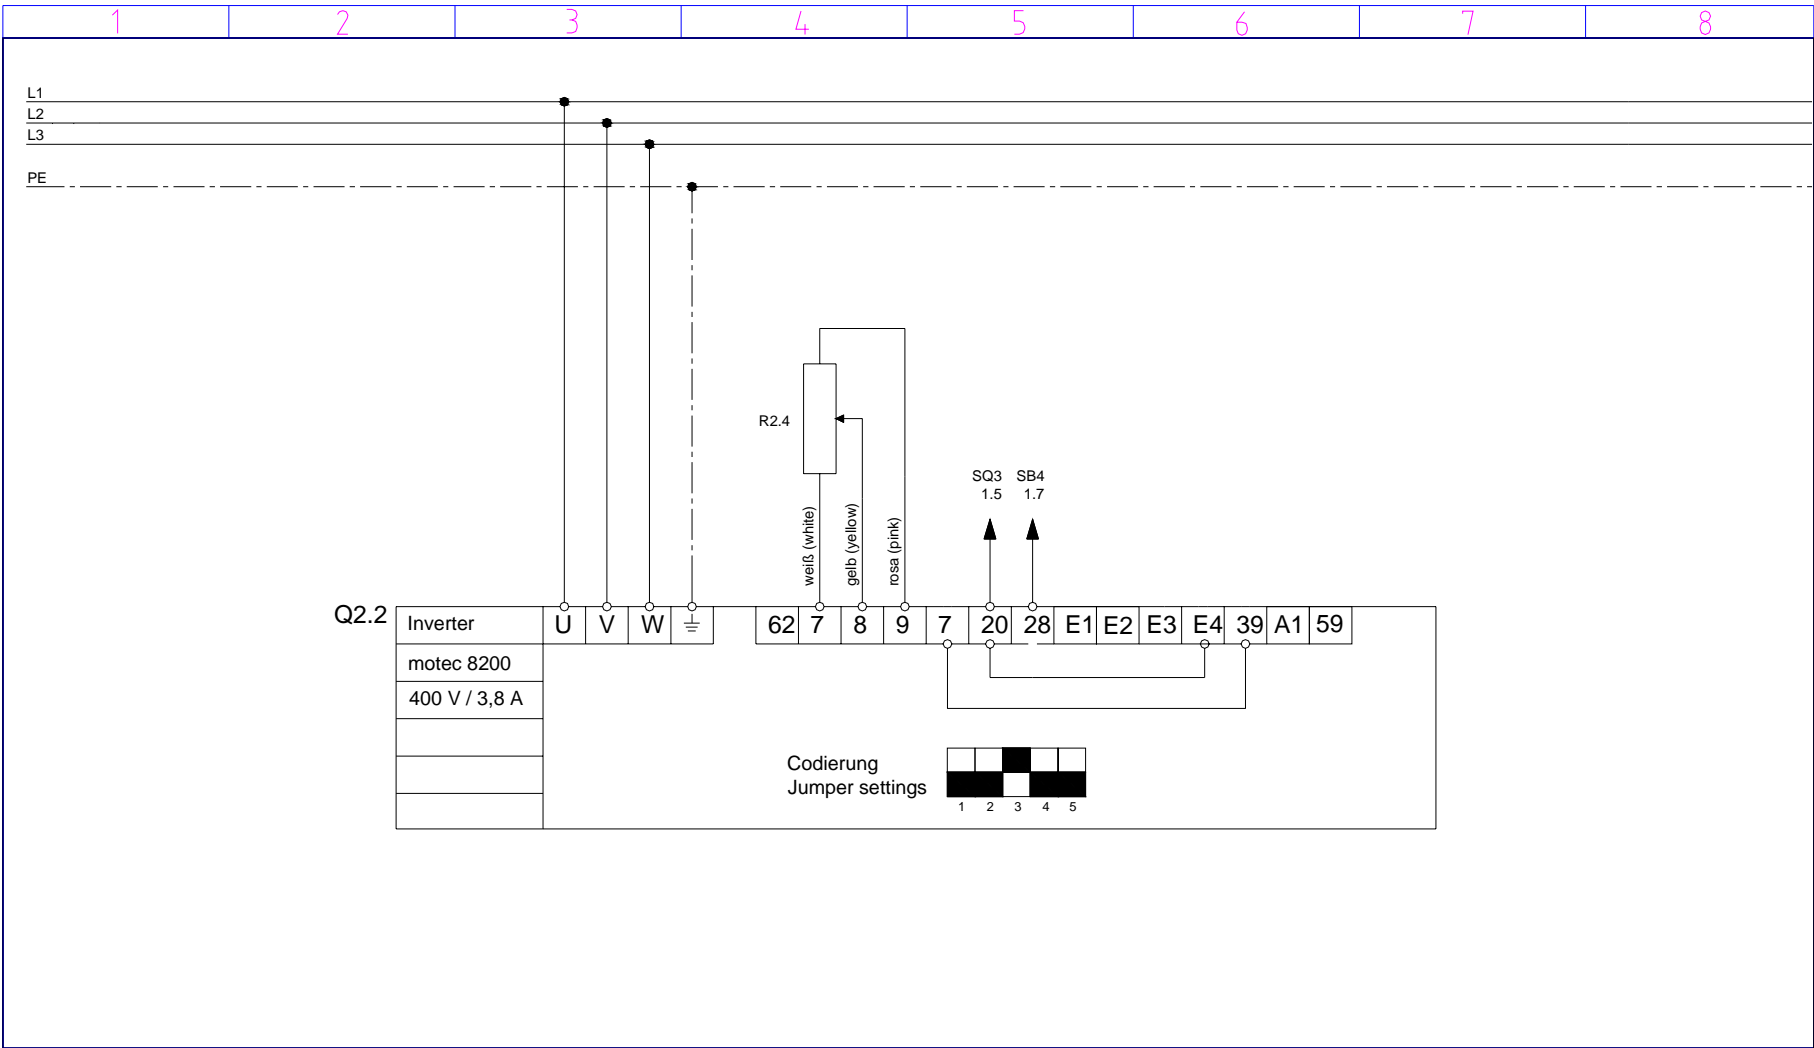 1 2 3 4 5 6 7 8
L1
L2
L3
PE
R2.4
SQ3 SB4
1.5 1.7
weiß (white)
gelb (yellow)
rosa (pink)
Q2.2 Inverter U V W 62 7 8 9 7 20 28 E1 E2 E3 E4 39 A1 59
motec 8200
400 V / 3,8 A
Codierung
Jumper settings
1 2 3 4 5